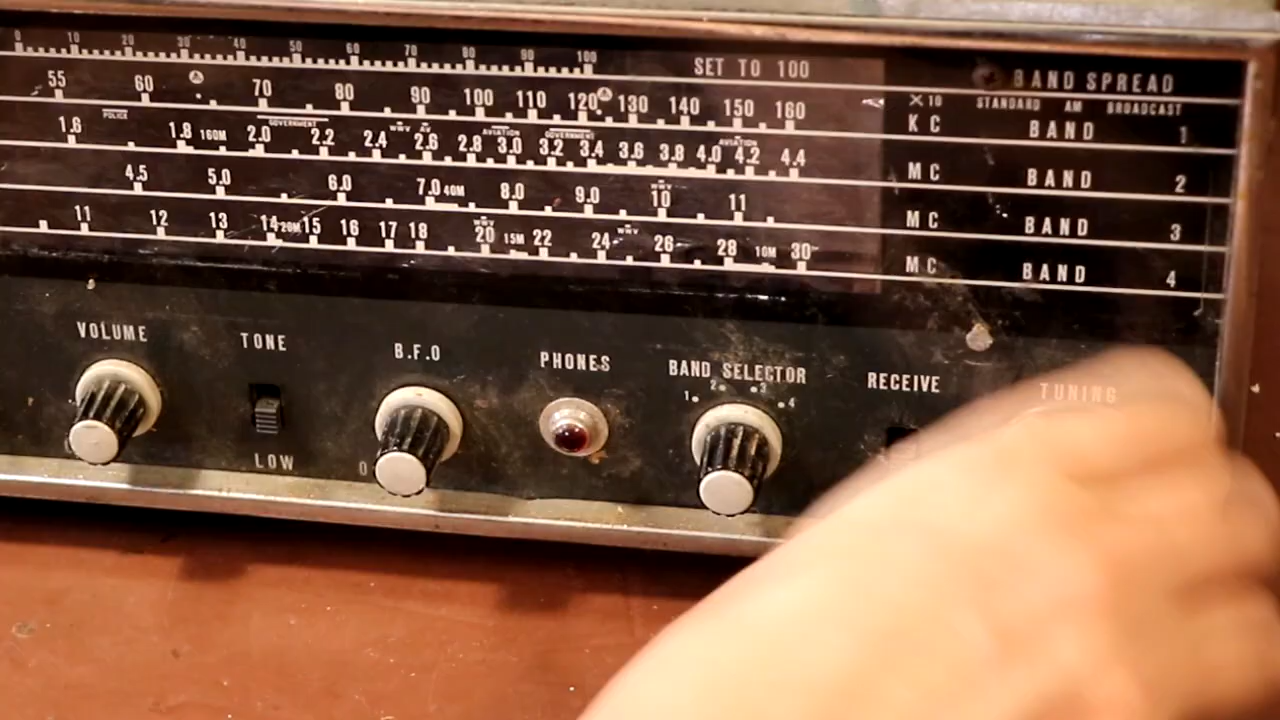 0 10 20 30 40 50 60 70 80 90 100 SET TO 100 BAND SPREAD
55 60 70 80 90 100 110 120 130 140 150 160 ×10 STANDARD AM BROADCAST
KC BAND 1
POLICE GOVERNMENT WWV AVIATION GOVERNMENT AVIATION
1.6 1.8 160M 2.0 2.2 2.4 2.6 2.8 3.0 3.2 3.4 3.6 3.8 4.0 4.2 4.4 MC BAND 2
WWV
4.5 5.0 6.0 7.0 40M 8.0 9.0 10 11 MC BAND 3
WWV WWV
11 12 13 14 20M 15 16 17 18 20 15M 22 24 26 28 10M 30 MC BAND 4
VOLUME TONE B.F.O PHONES BAND SELECTOR RECEIVE TUNING
1 2 3 4
LOW 0